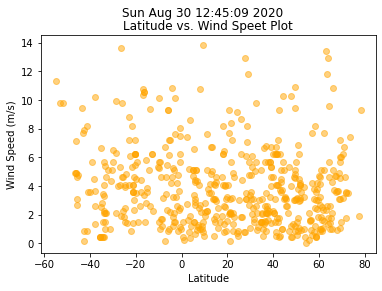 Sun Aug 30 12:45:09 2020
Latitude vs. Wind Speet Plot
14
12
10
8
6
4
2
0
Wind Speed (m/s)
−60 −40 −20 0 20 40 60 80
Latitude